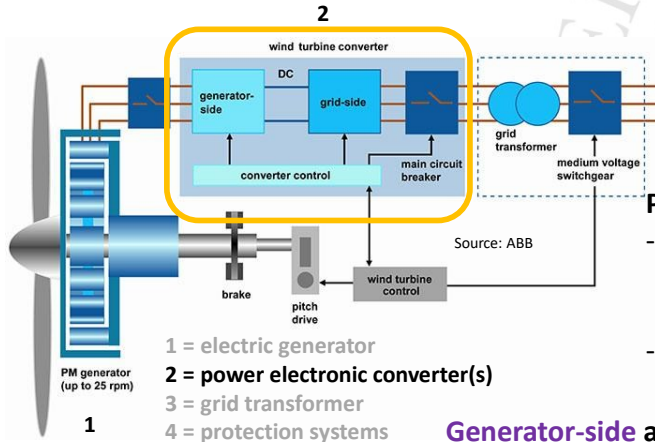 2
wind turbine converter
DC
generator-
side
grid-side
grid
transformer
main circuit
breaker
medium voltage
switchgear
converter control
P
-
Source: ABB
wind turbine
control
brake
pitch
drive
1 = electric generator
-
PM generator
(up to 25 rpm)
2 = power electronic converter(s)
3 = grid transformer
1
4 = protection systems
Generator-side a